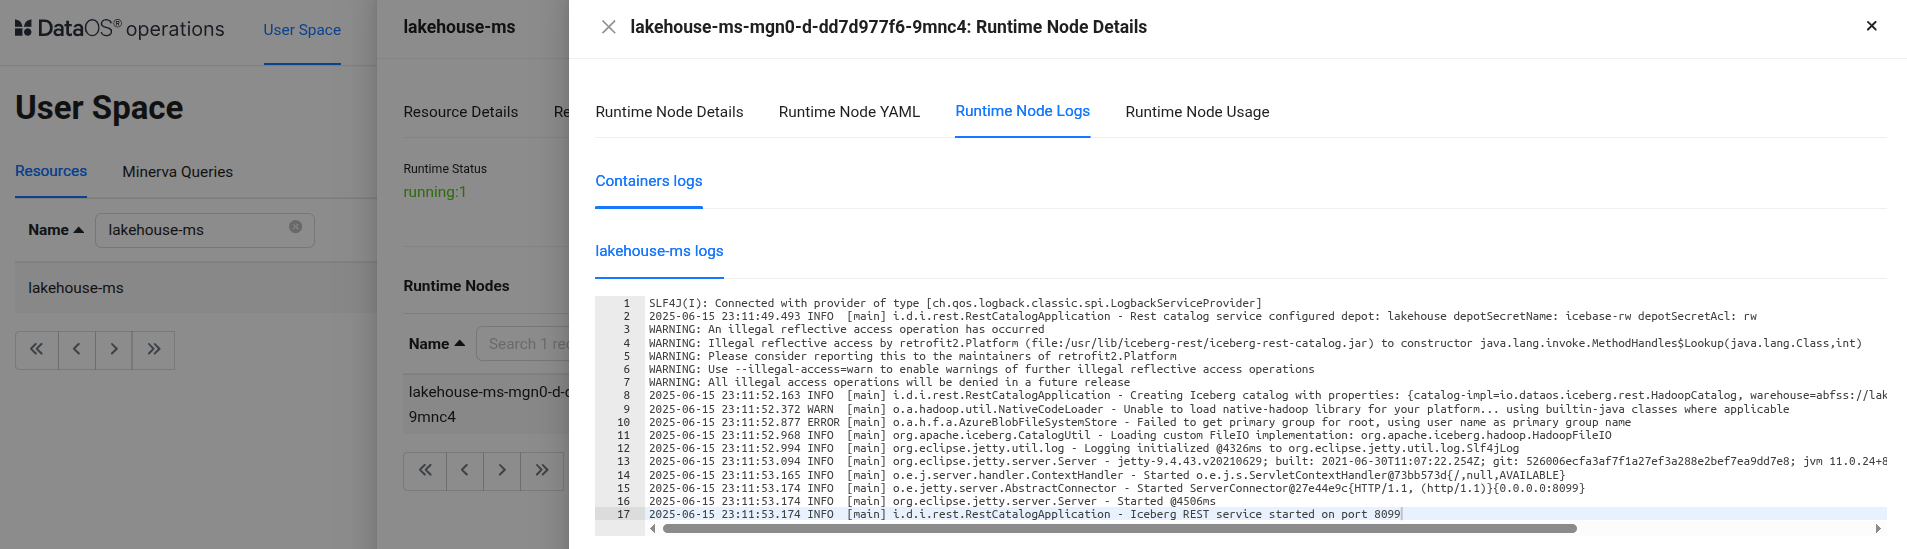 DataOS® operations
User Space
User Space
Resources
Minerva Queries
Name
lakehouse-ms
lakehouse-ms
lakehouse-ms
Resource Details
Re
Runtime Status
running:1
Runtime Nodes
Name
Search 1 rec
lakehouse-ms-mgn0-d-d
9mnc4
lakehouse-ms-mgn0-d-dd7d977f6-9mnc4: Runtime Node Details
Runtime Node Details
Runtime Node YAML
Runtime Node Logs
Runtime Node Usage
Containers logs
lakehouse-ms logs
1 SLF4J(I): Connected with provider of type [ch.qos.logback.classic.spi.LogbackServiceProvider]
2 2025-06-15 23:11:49.493 INFO  [main] i.d.i.rest.RestCatalogApplication - Rest catalog service configured depot: lakehouse depotSecretName: icebase-rw depotSecretAcl: rw
3 WARNING: An illegal reflective access operation has occurred
4 WARNING: Illegal reflective access by retrofit2.Platform (file:/usr/lib/iceberg-rest/iceberg-rest-catalog.jar) to constructor java.lang.invoke.MethodHandles$Lookup(java.lang.Class,int)
5 WARNING: Please consider reporting this to the maintainers of retrofit2.Platform
6 WARNING: Use --illegal-access=warn to enable warnings of further illegal reflective access operations
7 WARNING: All illegal access operations will be denied in a future release
8 2025-06-15 23:11:52.163 INFO  [main] i.d.i.rest.RestCatalogApplication - Creating Iceberg catalog with properties: {catalog-impl=io.dataos.iceberg.rest.HadoopCatalog, warehouse=abfss://lak
9 2025-06-15 23:11:52.372 WARN  [main] o.a.hadoop.util.NativeCodeLoader - Unable to load native-hadoop library for your platform... using builtin-java classes where applicable
10 2025-06-15 23:11:52.877 ERROR [main] o.a.h.f.a.AzureBlobFileSystemStore - Failed to get primary group for root, using user name as primary group name
11 2025-06-15 23:11:52.968 INFO  [main] org.apache.iceberg.CatalogUtil - Loading custom FileIO implementation: org.apache.iceberg.hadoop.HadoopFileIO
12 2025-06-15 23:11:52.994 INFO  [main] org.eclipse.jetty.util.log - Logging initialized @4326ms to org.eclipse.jetty.util.log.Slf4jLog
13 2025-06-15 23:11:53.094 INFO  [main] org.eclipse.jetty.server.Server - jetty-9.4.43.v20210629; built: 2021-06-30T11:07:22.254Z; git: 526006ecfa3af7f1a27ef3a288e2bef7ea9dd7e8; jvm 11.0.24+8
14 2025-06-15 23:11:53.165 INFO  [main] o.e.j.server.handler.ContextHandler - Started o.e.j.s.ServletContextHandler@73bb573d{/,null,AVAILABLE}
15 2025-06-15 23:11:53.174 INFO  [main] o.e.jetty.server.AbstractConnector - Started ServerConnector@27e44e9c{HTTP/1.1, (http/1.1)}{0.0.0.0:8099}
16 2025-06-15 23:11:53.174 INFO  [main] org.eclipse.jetty.server.Server - Started @4506ms
17 2025-06-15 23:11:53.174 INFO  [main] i.d.i.rest.RestCatalogApplication - Iceberg REST service started on port 8099